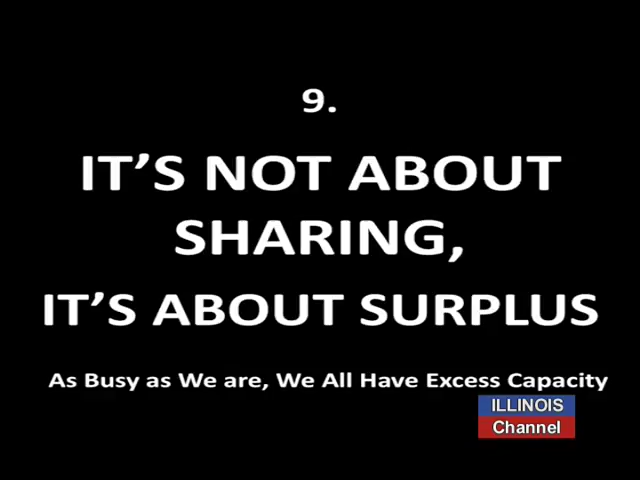 9.
IT’S NOT ABOUT
SHARING,
IT’S ABOUT SURPLUS
As Busy as We are, We All Have Excess Capacity
ILLINOIS
Channel